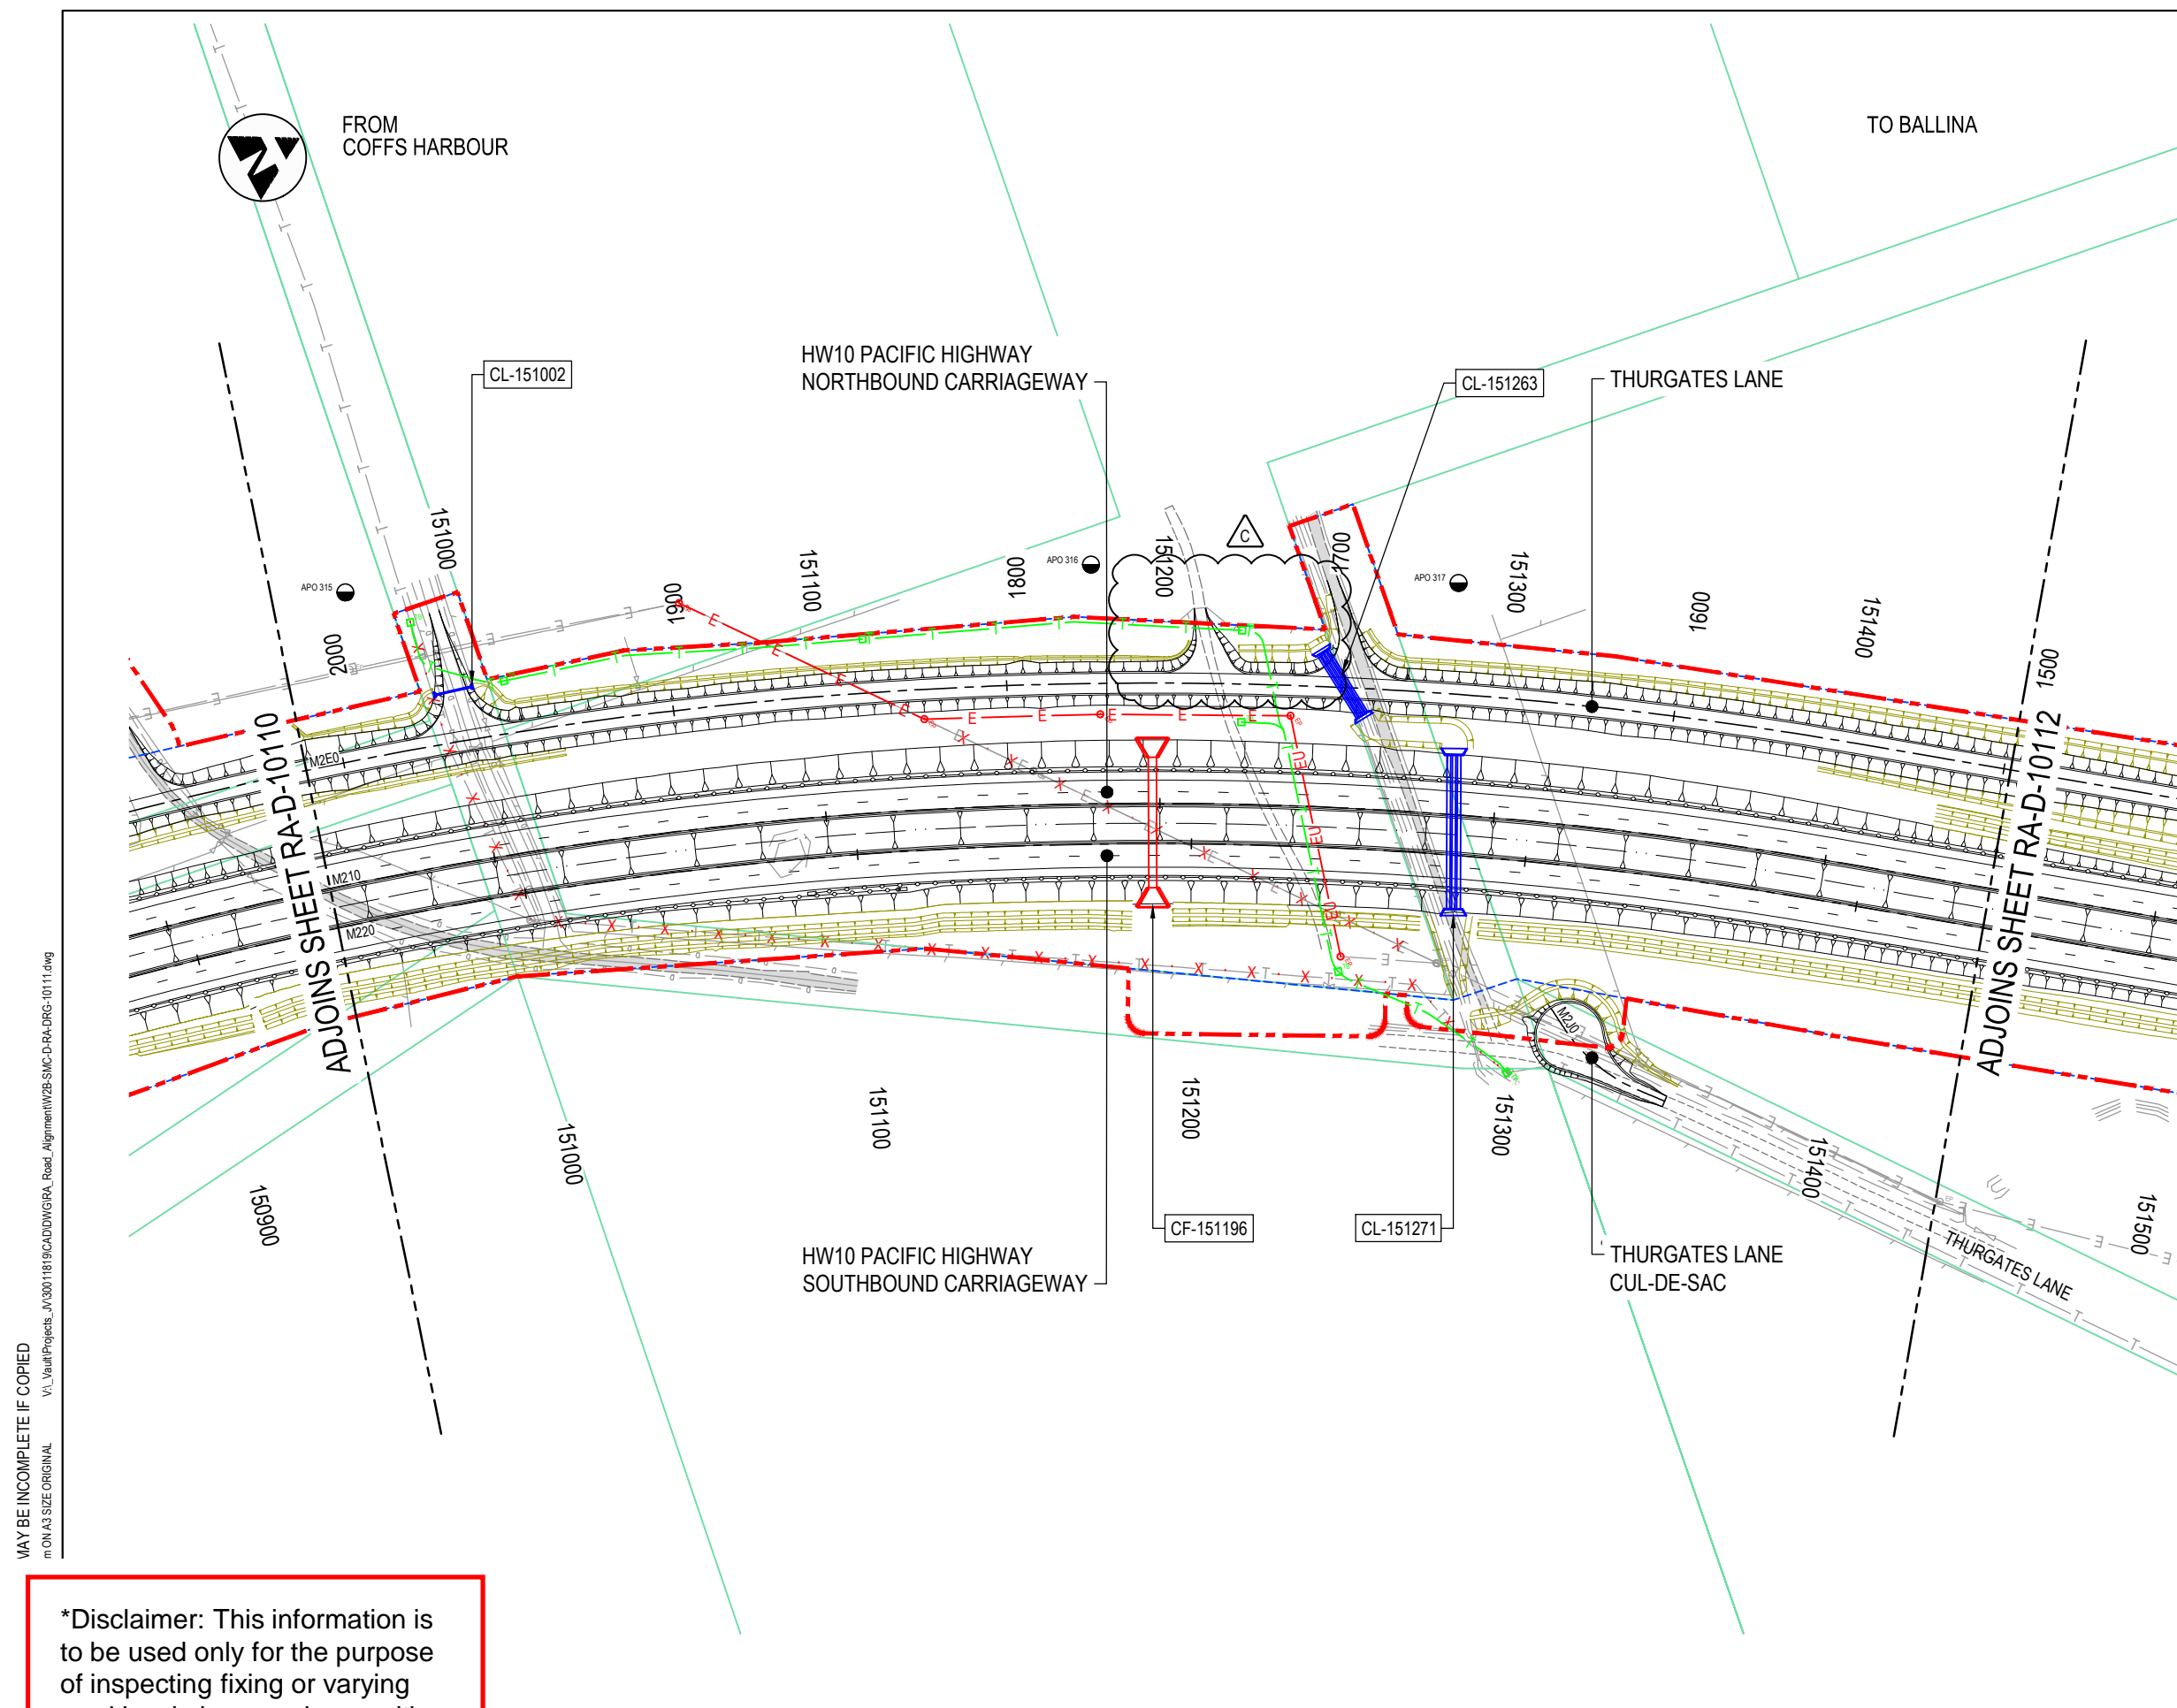 FROM
COFFS HARBOUR
TO BALLINA
HW10 PACIFIC HIGHWAY
NORTHBOUND CARRIAGEWAY
CL-151002
CL-151263
THURGATES LANE
C
APO 315
APO 316
APO 317
151000
151100
151200
151300
151400
2000
1900
1800
1700
1600
1500
M2E0
M210
M220
M2J0
ADJOINS SHEET RA-D-10110
ADJOINS SHEET RA-D-10112
150900
151000
151100
151200
151300
151400
151500
CF-151196
CL-151271
HW10 PACIFIC HIGHWAY
SOUTHBOUND CARRIAGEWAY
THURGATES LANE
CUL-DE-SAC
THURGATES LANE
MAY BE INCOMPLETE IF COPIED
m ON A3 SIZE ORIGINAL
*Disclaimer: This information is
to be used only for the purpose
of inspecting fixing or varying